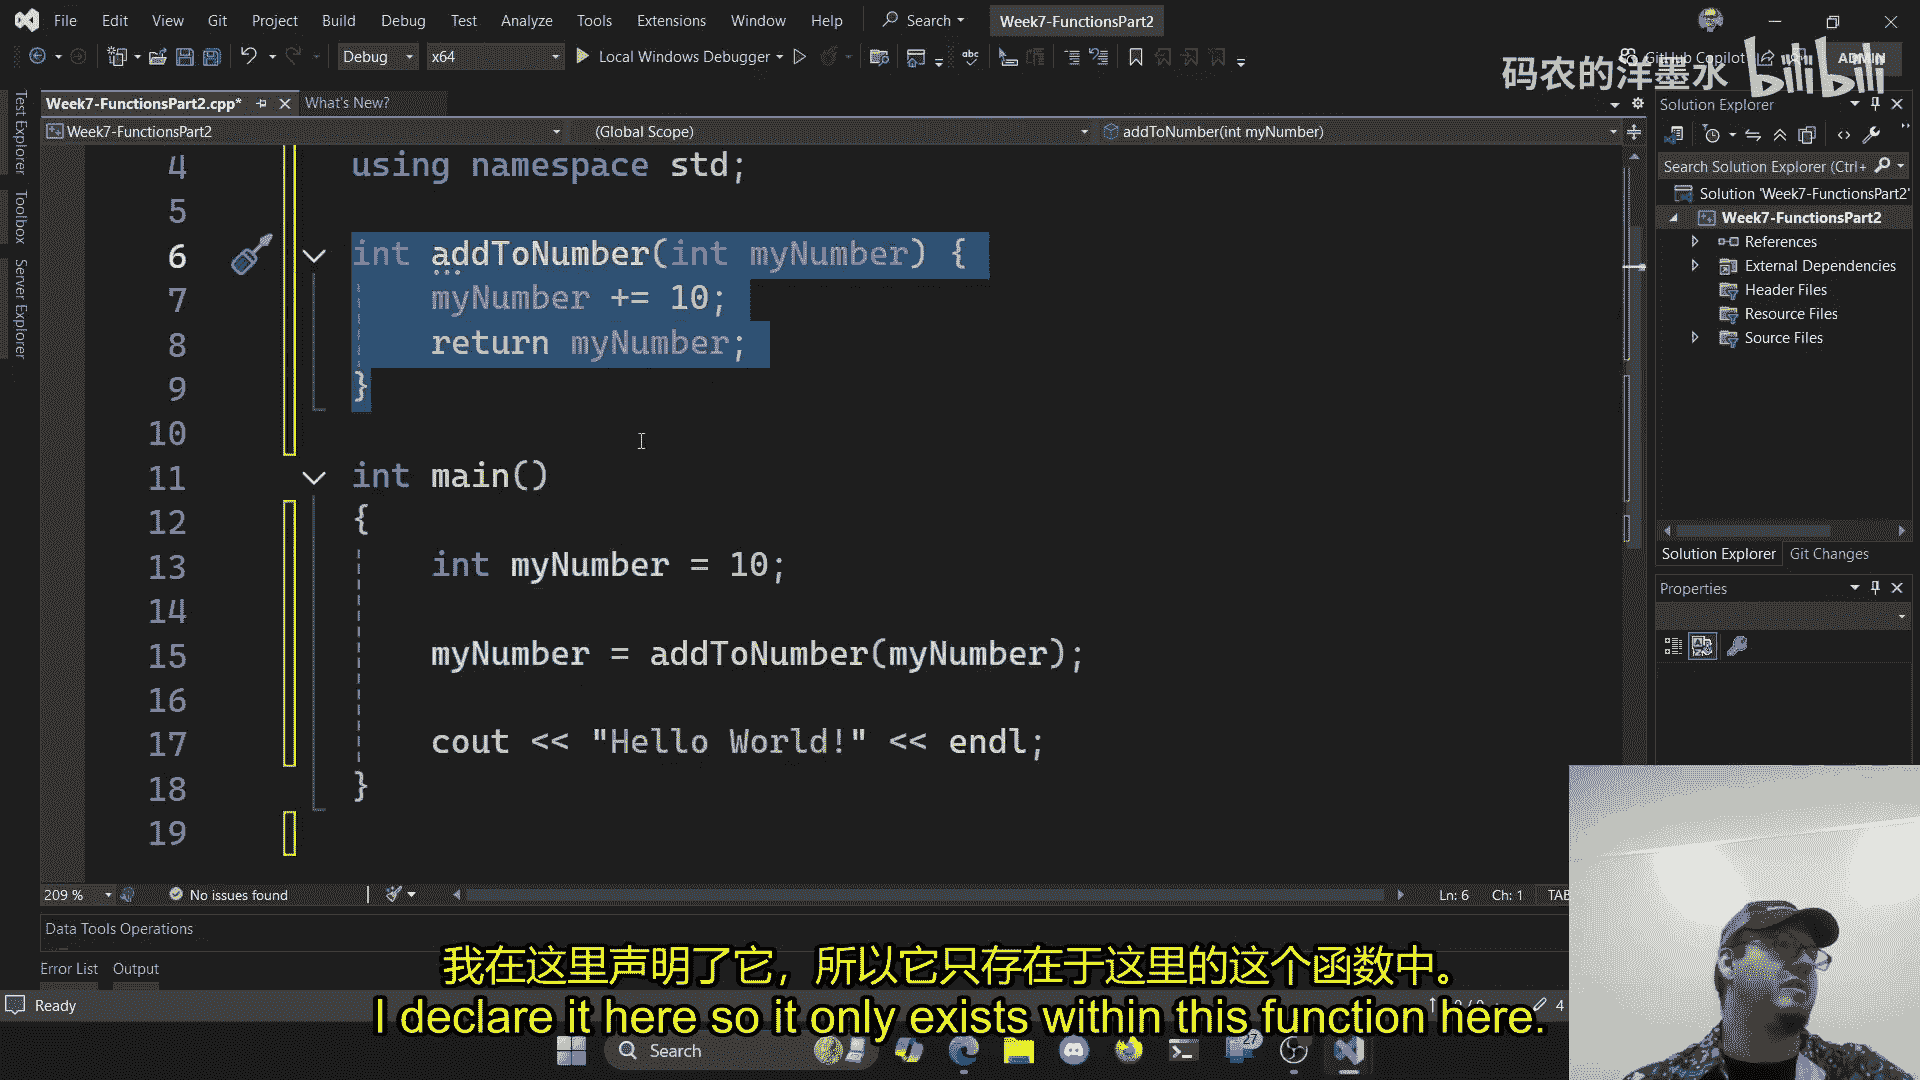 File Edit View Git Project Build Debug Test Analyze Tools Extensions Window Help Search Week7-FunctionsPart2
Debug x64 Local Windows Debugger GitHub Copilot ADMIN
码农的洋墨水 bilibili
Week7-FunctionsPart2.cpp* What's New?
Week7-FunctionsPart2 (Global Scope) addToNumber(int myNumber)
Test Explorer
Toolbox
Server Explorer
4 using namespace std;
5
6 int addToNumber(int myNumber) {
7 myNumber += 10;
8 return myNumber;
9 }
10
11 int main()
12 {
13 int myNumber = 10;
14
15 myNumber = addToNumber(myNumber);
16
17 cout << "Hello World!" << endl;
18 }
19
209 % No issues found Ln: 6 Ch: 1 TAB
Data Tools Operations
Error List Output
Ready
Solution Explorer
Search Solution Explorer (Ctrl+
Solution 'Week7-FunctionsPart2'
Week7-FunctionsPart2
References
External Dependencies
Header Files
Resource Files
Source Files
Solution Explorer Git Changes
Properties
我在这里声明了它，所以它只存在于这里的这个函数中。
I declare it here so it only exists within this function here.
Search
27